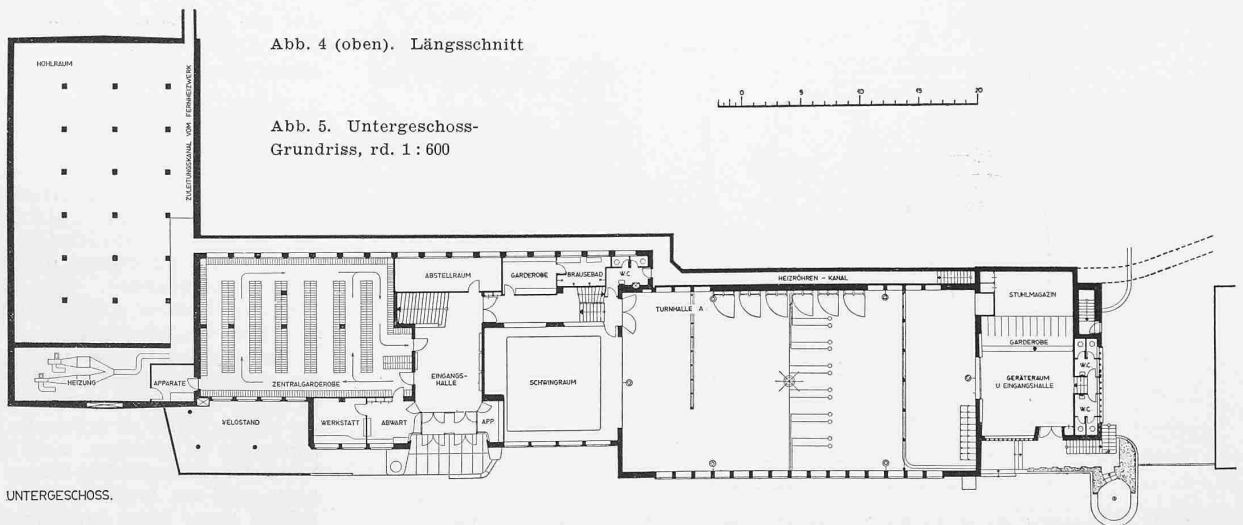 Abb. 4 (oben). Längsschnitt
0 5 10 15 20
Abb. 5. Untergeschoss-
Grundriss, rd. 1 : 600
HOHLRAUM
ZULEITUNGSKANAL VOM FERNHEIZWERK
ABSTELLRAUM
GARDEROBE
BRAUSEBAD
W.C.
HEIZRÖHREN - KANAL
STUHLMAGAZIN
TURNHALLE A
GARDEROBE
HEIZUNG
APPARATE
ZENTRALGARDEROBE
EINGANGS-
HALLE
SCHWINGRAUM
GERÄTERAUM
U EINGANGSHALLE
W.C.
W.C.
VELOSTAND
WERKSTATT
ABWART
APP.
UNTERGESCHOSS.